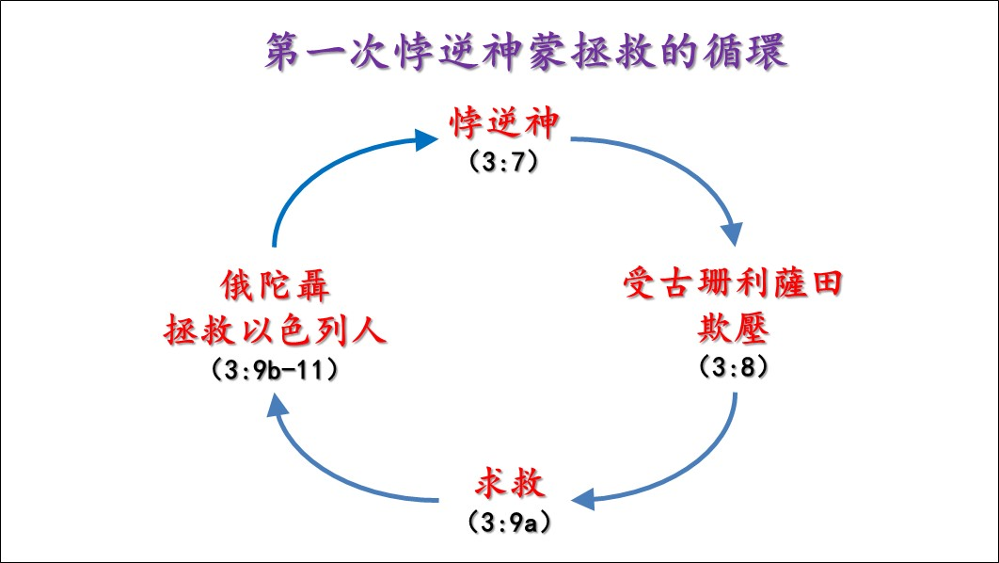 第一次悖逆神蒙拯救的循環
悖逆神
(3:7)
受古珊利薩田
欺壓
(3:8)
求救
(3:9a)
俄陀聶
拯救以色列人
(3:9b-11)